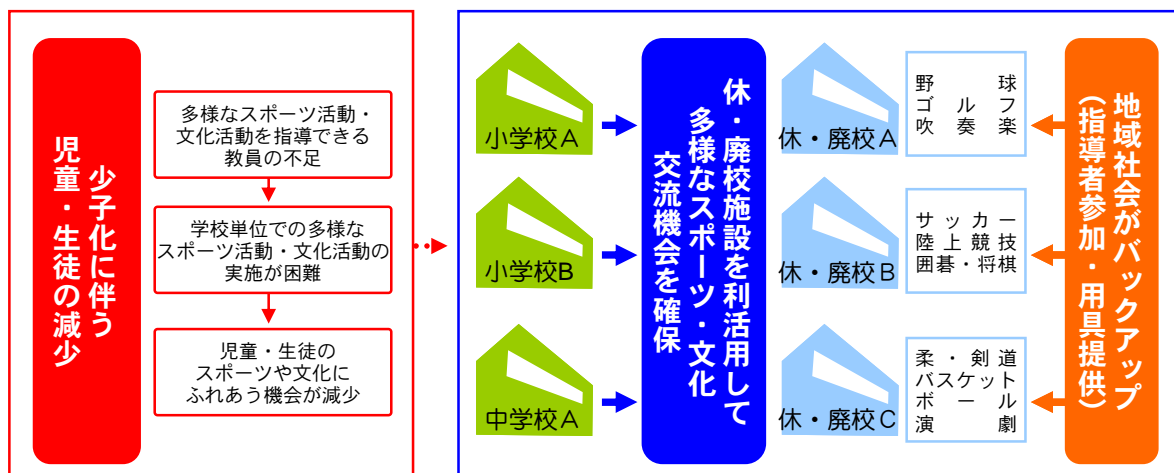 少子化に伴う
児童・生徒の減少
多様なスポーツ活動・
文化活動を指導できる
教員の不足
学校単位での多様な
スポーツ活動・文化活動の
実施が困難
児童・生徒の
スポーツや文化に
ふれあう機会が減少
小学校A
小学校B
中学校A
休・廃校施設を利活用して
多様なスポーツ・文化
交流機会を確保
休・廃校A
野球
ゴルフ
吹奏楽
休・廃校B
サッカー
陸上競技
囲碁・将棋
休・廃校C
柔・剣道
バスケット
ボール
演劇
地域社会がバックアップ
(指導者参加・用具提供)